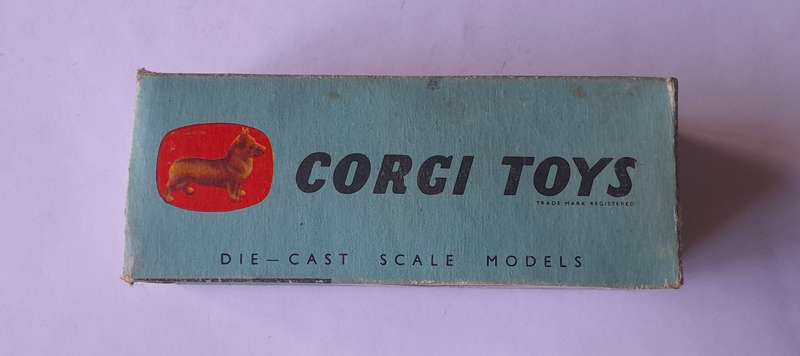 CORGI TOYS
TRADE MARK REGISTERED
DIE—CAST SCALE MODELS